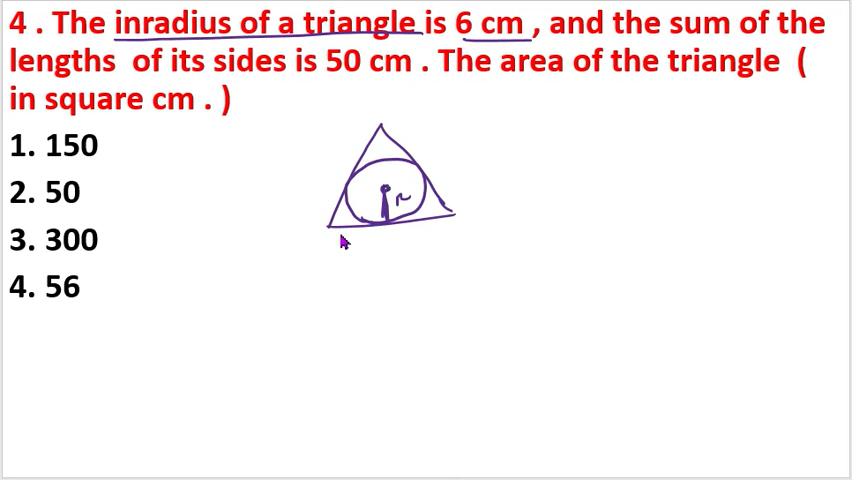 4 . The inradius of a triangle is 6 cm , and the sum of the
lengths of its sides is 50 cm . The area of the triangle (
in square cm . )
1. 150
2. 50
3. 300
4. 56
r